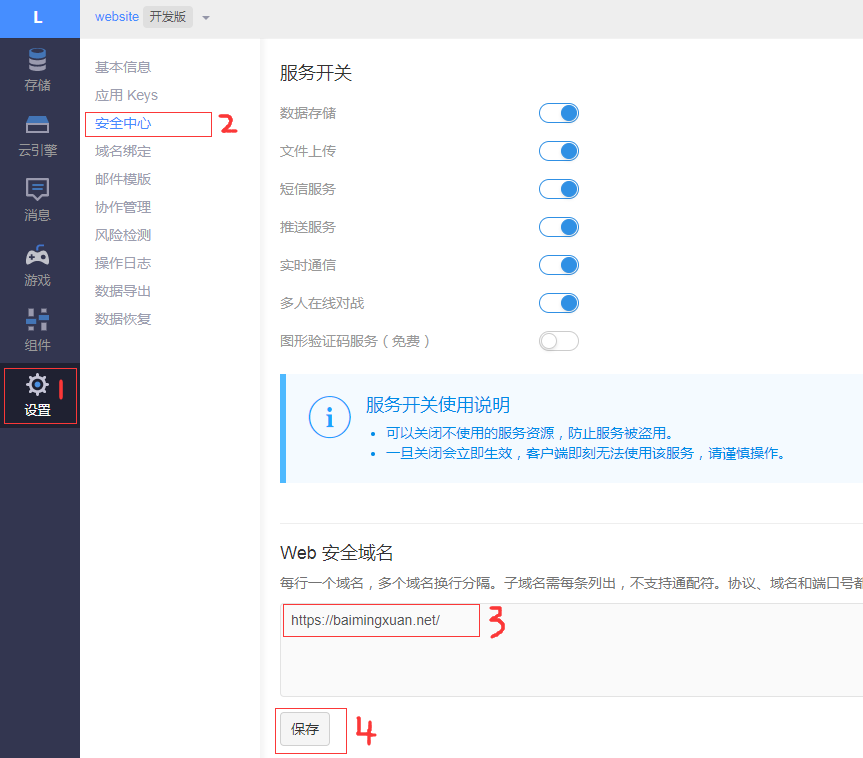 L
website 开发版
存储
云引擎
消息
游戏
组件
设置
1
基本信息
应用 Keys
安全中心
2
域名绑定
邮件模版
协作管理
风险检测
操作日志
数据导出
数据恢复
服务开关
数据存储
文件上传
短信服务
推送服务
实时通信
多人在线对战
图形验证码服务（免费）
i
服务开关使用说明
可以关闭不使用的服务资源，防止服务被盗用。
一旦关闭会立即生效，客户端即刻无法使用该服务，请谨慎操作。
Web 安全域名
每行一个域名，多个域名换行分隔。子域名需每条列出，不支持通配符。协议、域名和端口号都
https://baimingxuan.net/
3
保存
4